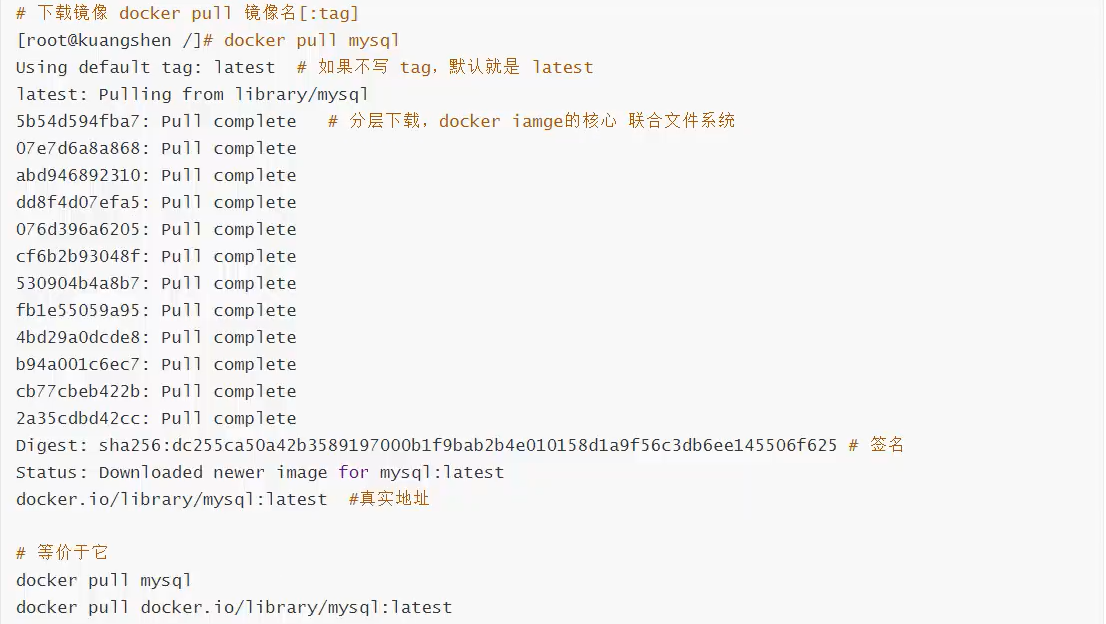 # 下载镜像 docker pull 镜像名[:tag]
[root@kuangshen /]# docker pull mysql
Using default tag: latest  # 如果不写 tag，默认就是 latest
latest: Pulling from library/mysql
5b54d594fba7: Pull complete   # 分层下载，docker iamge的核心 联合文件系统
07e7d6a8a868: Pull complete
abd946892310: Pull complete
dd8f4d07efa5: Pull complete
076d396a6205: Pull complete
cf6b2b93048f: Pull complete
530904b4a8b7: Pull complete
fb1e55059a95: Pull complete
4bd29a0dcde8: Pull complete
b94a001c6ec7: Pull complete
cb77cbeb422b: Pull complete
2a35cdbd42cc: Pull complete
Digest: sha256:dc255ca50a42b3589197000b1f9bab2b4e010158d1a9f56c3db6ee145506f625 # 签名
Status: Downloaded newer image for mysql:latest
docker.io/library/mysql:latest  #真实地址
# 等价于它
docker pull mysql
docker pull docker.io/library/mysql:latest